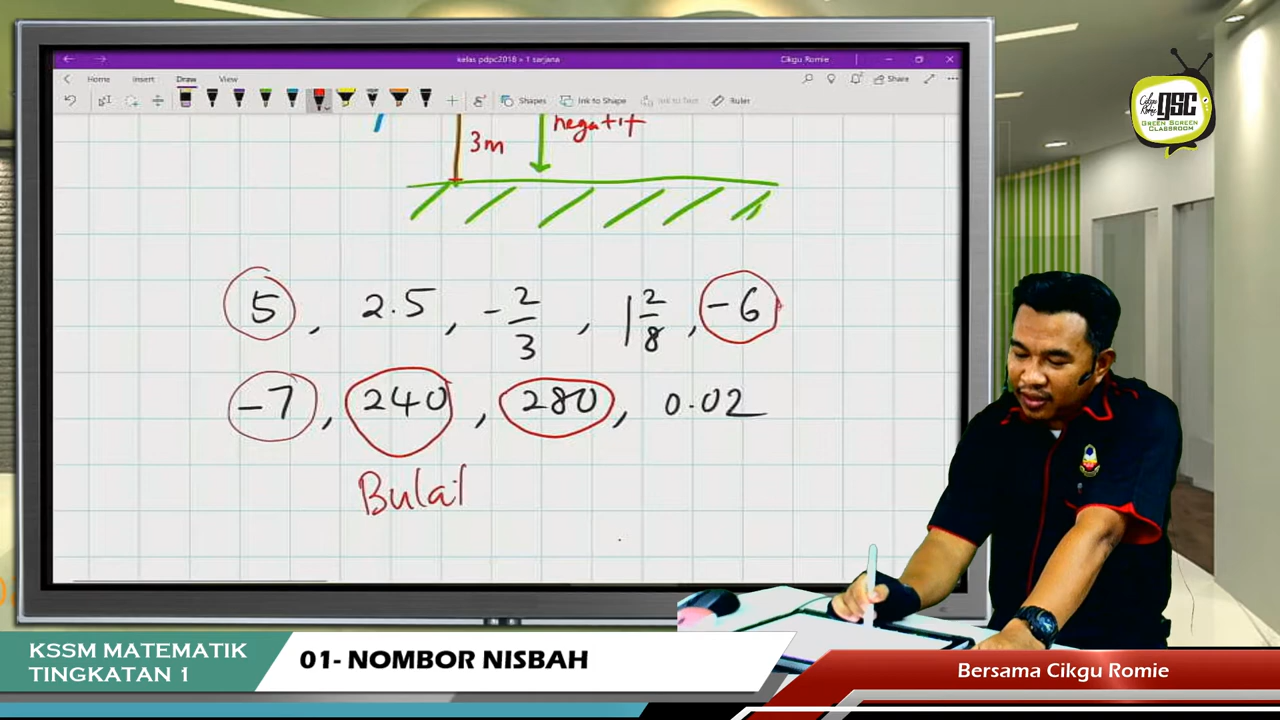 kelas pdpc2018 » 1 sarjana
Cikgu Romie
Home Insert Draw View
Share
Shapes Ink to Shape Ink to Text Ruler
3m
negatif
5, 2.5, -2/3, 1 2/8, -6
-7, 240, 280, 0.02
Bulat
Cikgu Romie GSC
GREEN SCREEN
CLASSROOM
KSSM MATEMATIK
TINGKATAN 1
01- NOMBOR NISBAH
Bersama Cikgu Romie